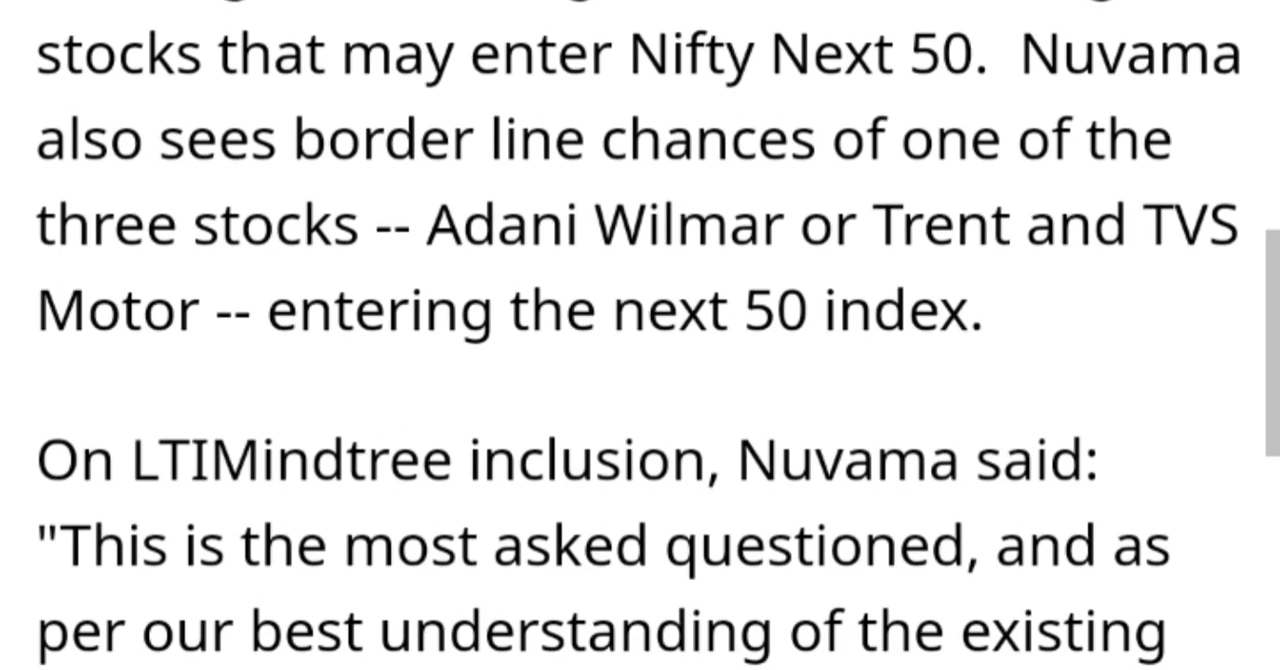 stocks that may enter Nifty Next 50.  Nuvama
also sees border line chances of one of the
three stocks -- Adani Wilmar or Trent and TVS
Motor -- entering the next 50 index.
On LTIMindtree inclusion, Nuvama said:
"This is the most asked questioned, and as
per our best understanding of the existing